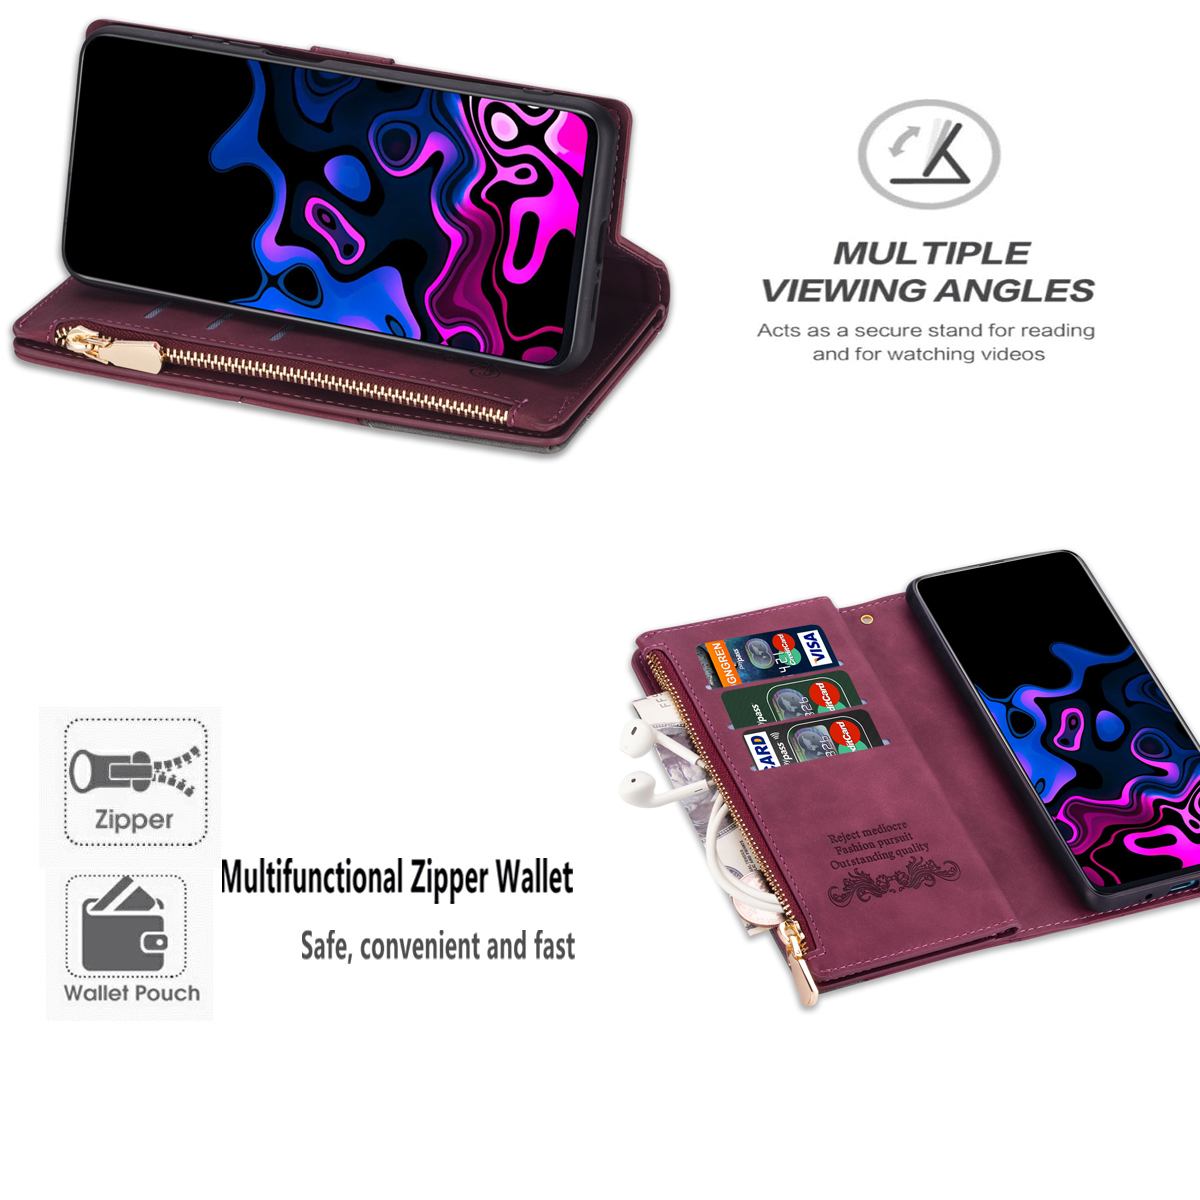 MULTIPLE
VIEWING ANGLES
Acts as a secure stand for reading
and for watching videos
VISA
Reject mediocre
Fashion pursuit
Outstanding quality
Zipper
Multifunctional Zipper Wallet
Safe, convenient and fast
Wallet Pouch